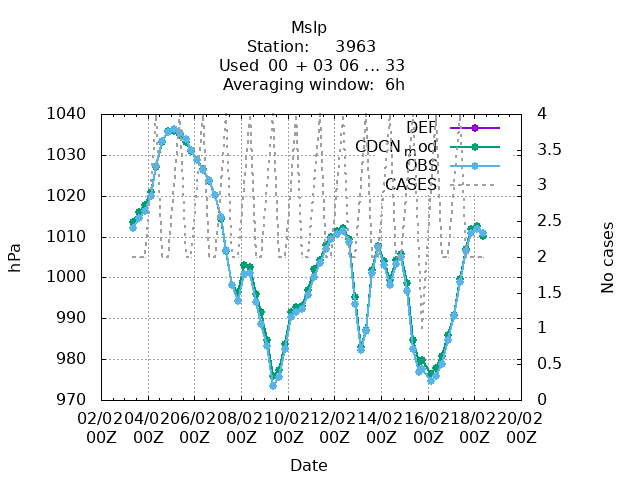 Mslp
Station: 3963
Used 00 + 03 06 ... 33
Averaging window: 6h
1040
1030
1020
1010
1000
990
980
970
hPa
4
3.5
3
2.5
2
1.5
1
0.5
0
No cases
DEF
CDCN_mod
OBS
CASES
02/02 04/02 06/02 08/02 10/02 12/02 14/02 16/02 18/02 20/02
00Z 00Z 00Z 00Z 00Z 00Z 00Z 00Z 00Z 00Z
Date